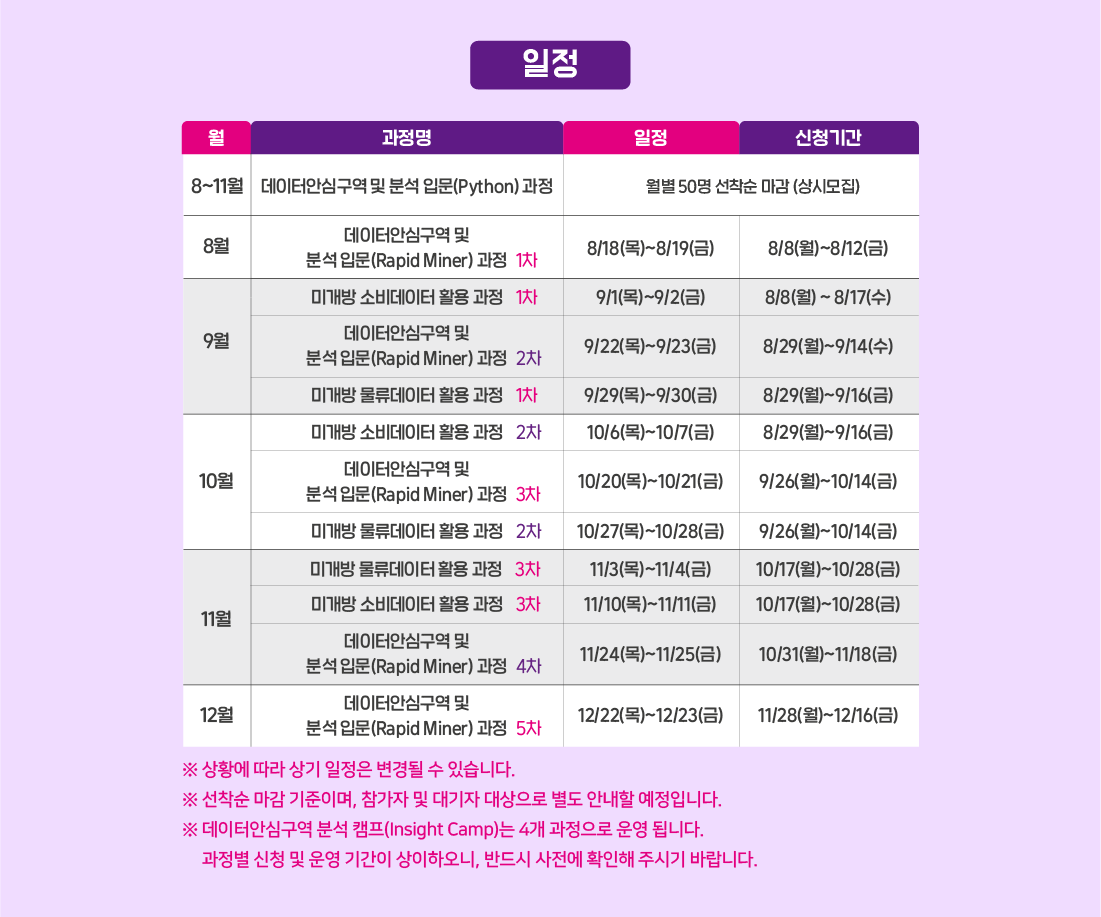 일정
월 과정명 일정 신청기간
8~11월 데이터안심구역 및 분석 입문(Python) 과정 월별 50명 선착순 마감 (상시모집)
8월 데이터안심구역 및
분석 입문(Rapid Miner) 과정 1차 8/18(목)~8/19(금) 8/8(월)~8/12(금)
9월 미개방 소비데이터 활용 과정 1차 9/1(목)~9/2(금) 8/8(월) ~ 8/17(수)
데이터안심구역 및
분석 입문(Rapid Miner) 과정 2차 9/22(목)~9/23(금) 8/29(월)~9/14(수)
미개방 물류데이터 활용 과정 1차 9/29(목)~9/30(금) 8/29(월)~9/16(금)
10월 미개방 소비데이터 활용 과정 2차 10/6(목)~10/7(금) 8/29(월)~9/16(금)
데이터안심구역 및
분석 입문(Rapid Miner) 과정 3차 10/20(목)~10/21(금) 9/26(월)~10/14(금)
미개방 물류데이터 활용 과정 2차 10/27(목)~10/28(금) 9/26(월)~10/14(금)
11월 미개방 물류데이터 활용 과정 3차 11/3(목)~11/4(금) 10/17(월)~10/28(금)
미개방 소비데이터 활용 과정 3차 11/10(목)~11/11(금) 10/17(월)~10/28(금)
데이터안심구역 및
분석 입문(Rapid Miner) 과정 4차 11/24(목)~11/25(금) 10/31(월)~11/18(금)
12월 데이터안심구역 및
분석 입문(Rapid Miner) 과정 5차 12/22(목)~12/23(금) 11/28(월)~12/16(금)
※ 상황에 따라 상기 일정은 변경될 수 있습니다.
※ 선착순 마감 기준이며, 참가자 및 대기자 대상으로 별도 안내할 예정입니다.
※ 데이터안심구역 분석 캠프(Insight Camp)는 4개 과정으로 운영 됩니다.
과정별 신청 및 운영 기간이 상이하오니, 반드시 사전에 확인해 주시기 바랍니다.